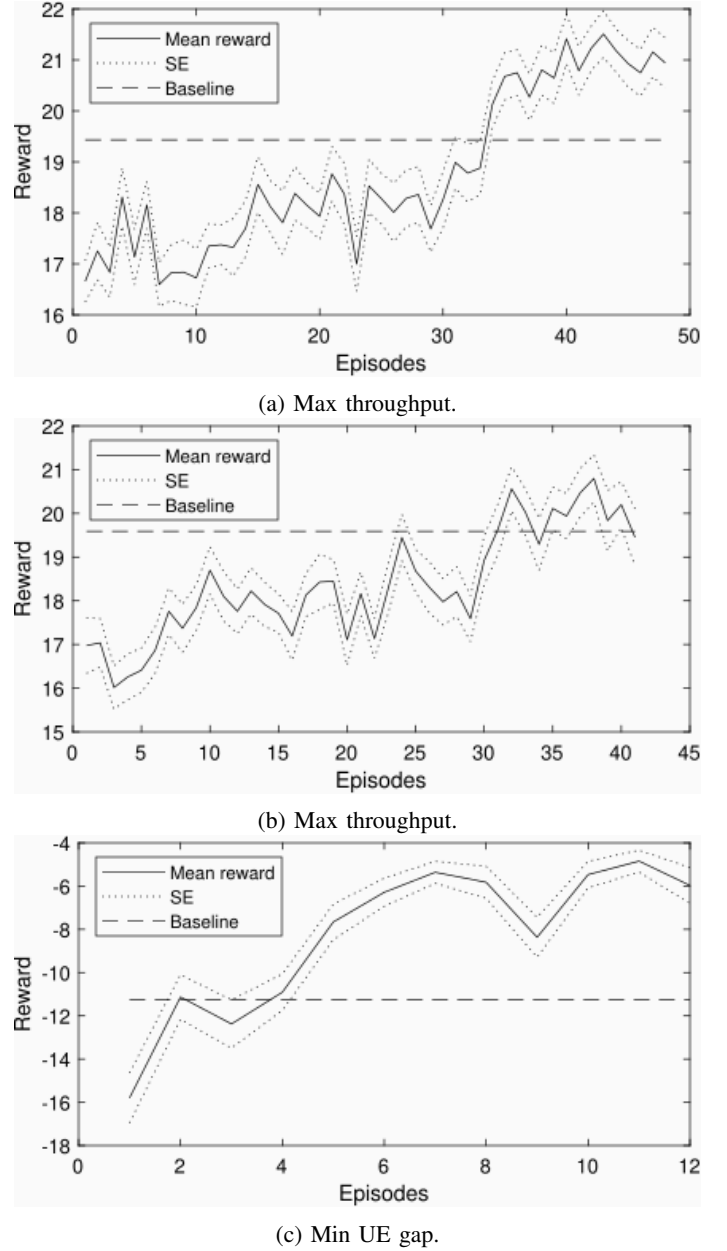 22
21
20
19
18
17
16
Reward
Mean reward
SE
Baseline
0 10 20 30 40 50
Episodes
(a) Max throughput.
22
21
20
19
18
17
16
15
Reward
Mean reward
SE
Baseline
0 5 10 15 20 25 30 35 40 45
Episodes
(b) Max throughput.
-4
-6
-8
-10
-12
-14
-16
-18
Reward
Mean reward
SE
Baseline
0 2 4 6 8 10 12
Episodes
(c) Min UE gap.